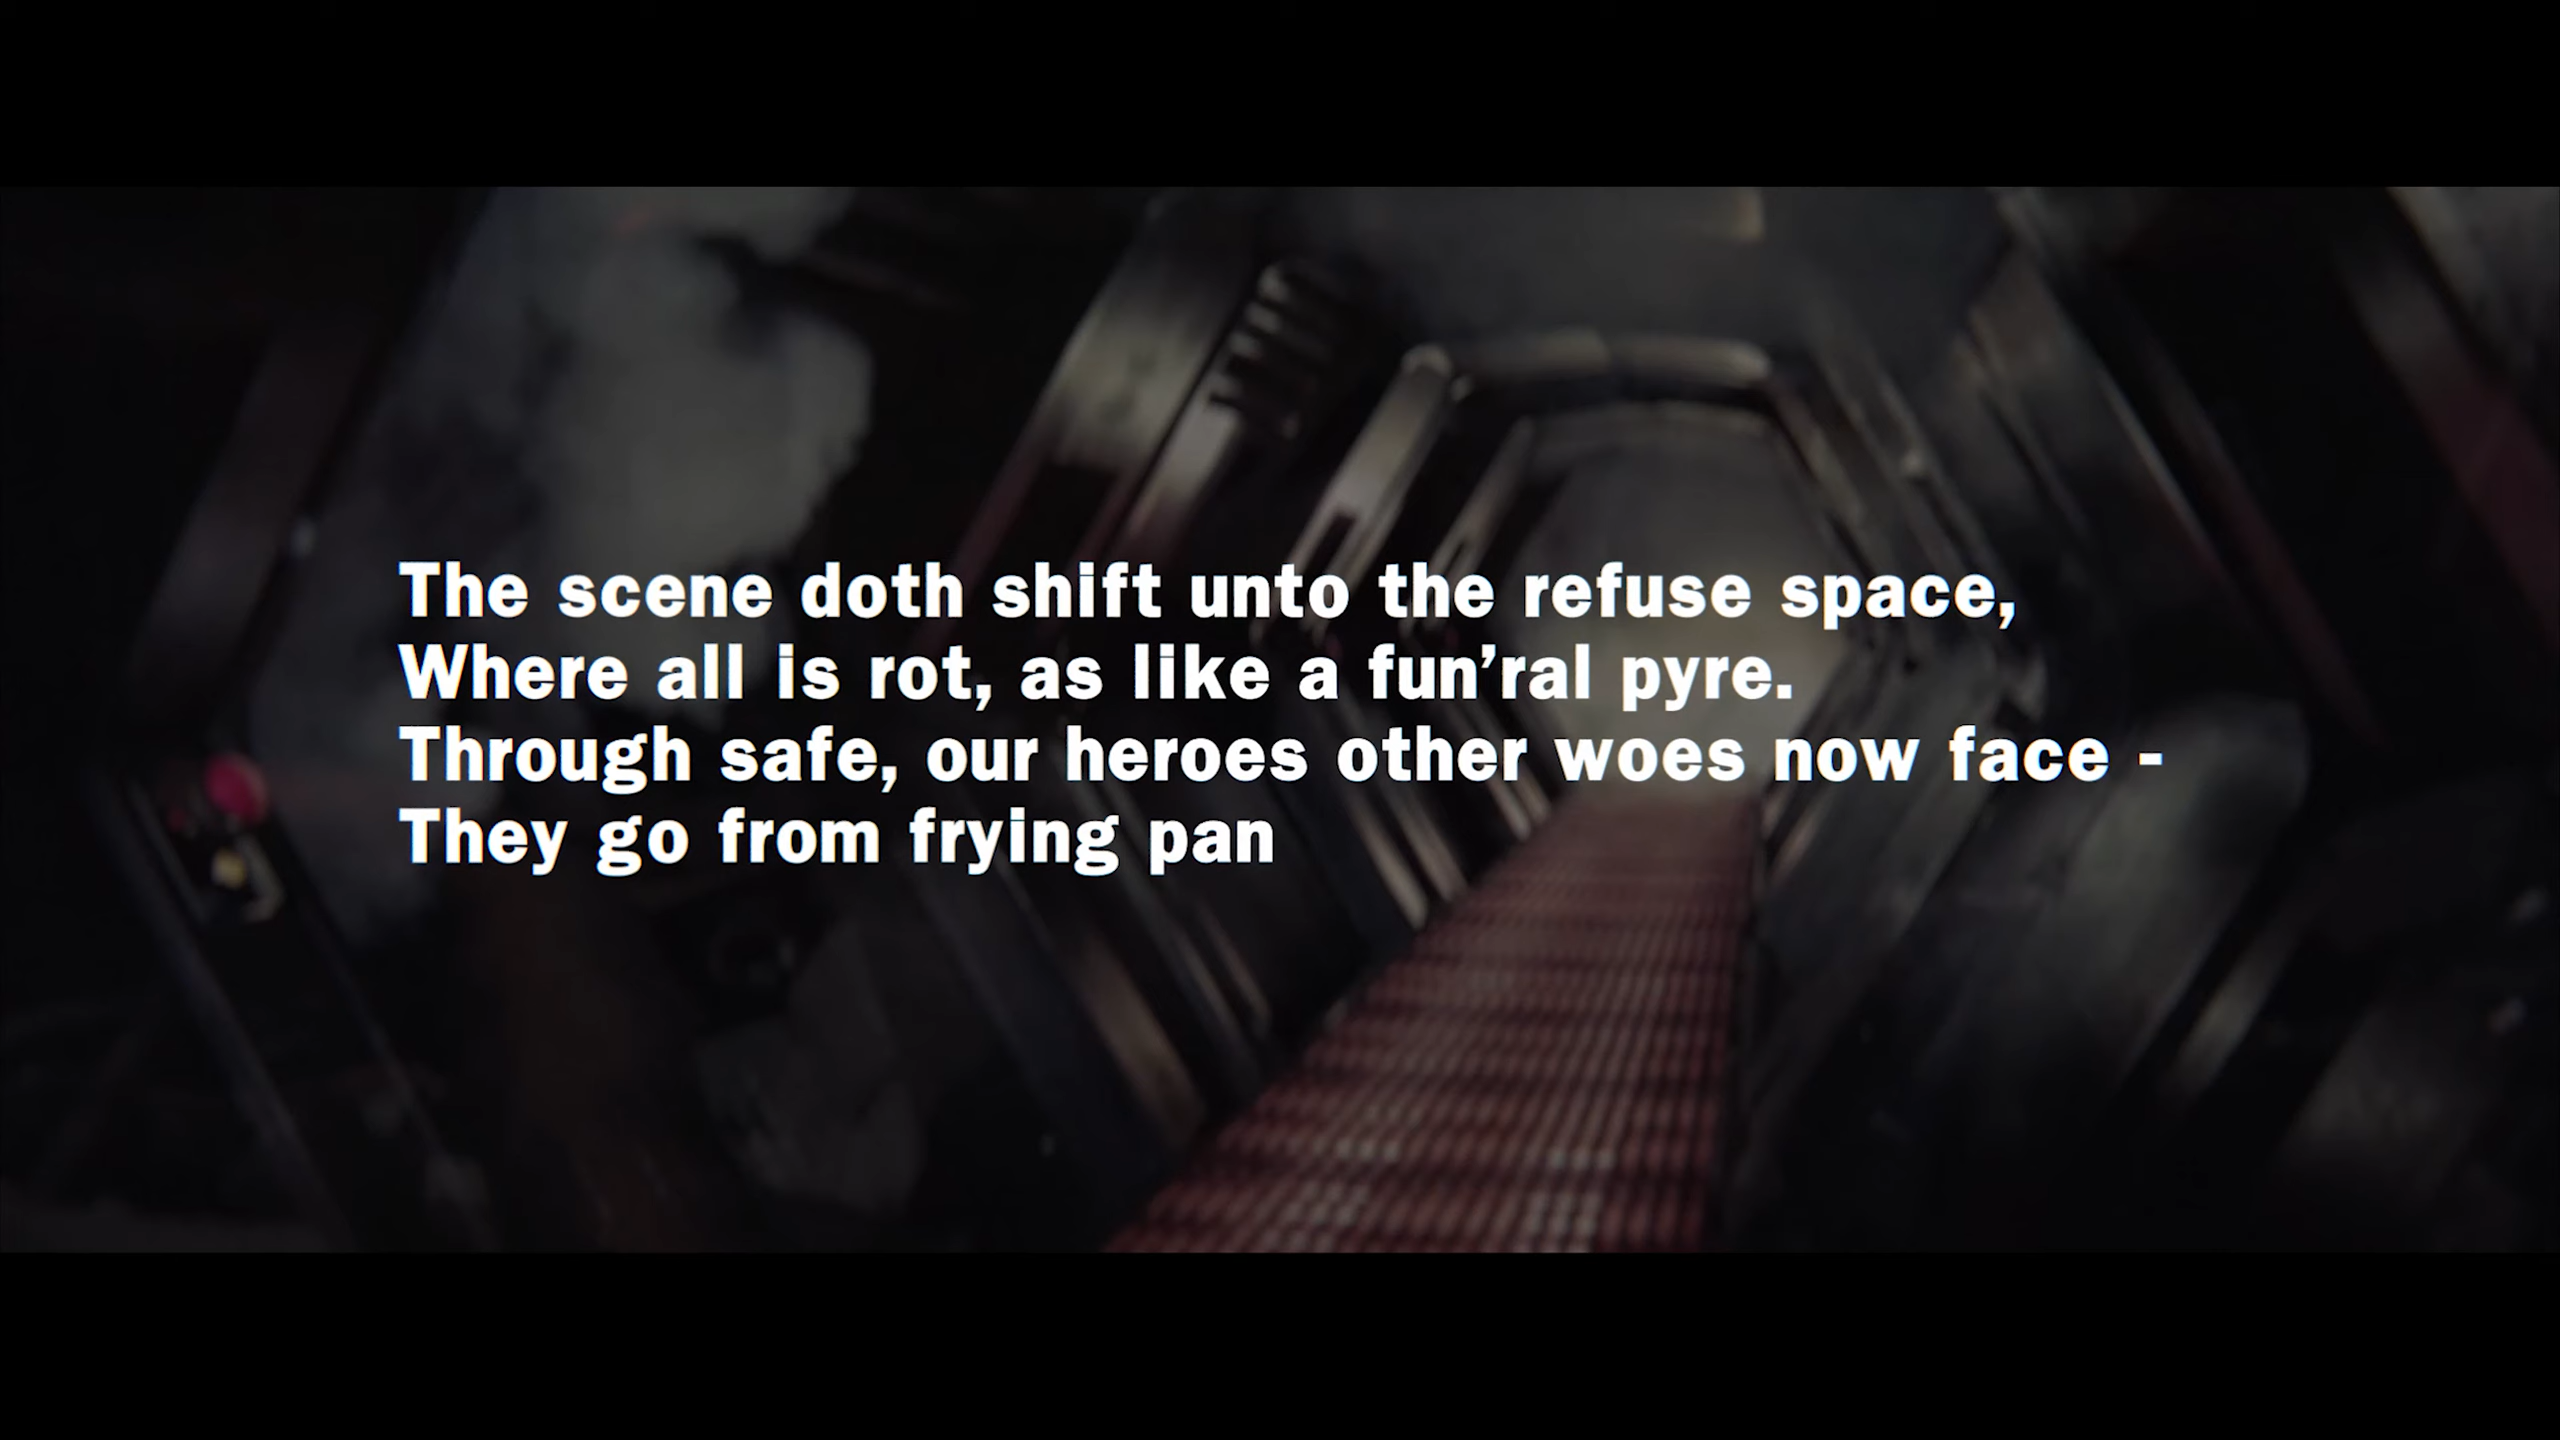 The scene doth shift unto the refuse space,
Where all is rot, as like a fun’ral pyre.
Through safe, our heroes other woes now face -
They go from frying pan